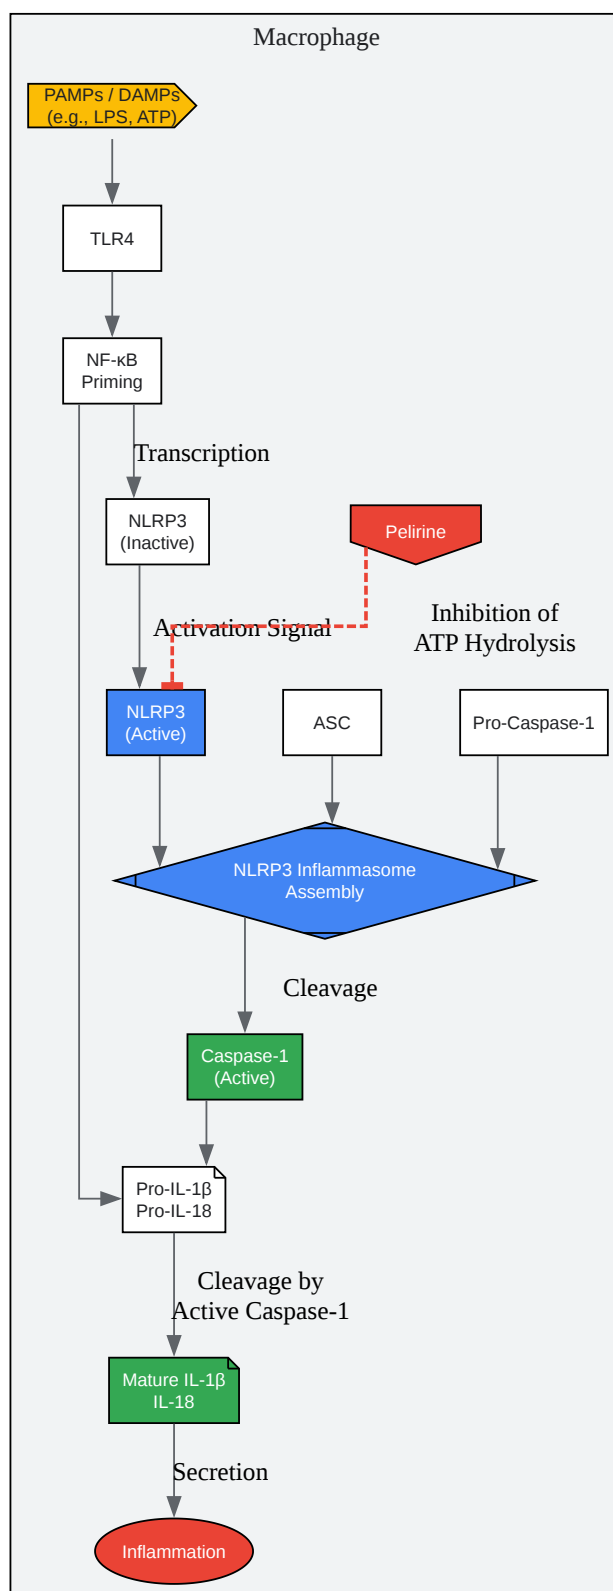 Macrophage
PAMPs / DAMPs
(e.g., LPS, ATP)
TLR4
NF-κB
Priming
Transcription
NLRP3
(Inactive)
Pelirine
Activation Signal
Inhibition of
ATP Hydrolysis
NLRP3
(Active)
ASC
Pro-Caspase-1
NLRP3 Inflammasome
Assembly
Cleavage
Caspase-1
(Active)
Pro-IL-1β
Pro-IL-18
Cleavage by
Active Caspase-1
Mature IL-1β
IL-18
Secretion
Inflammation